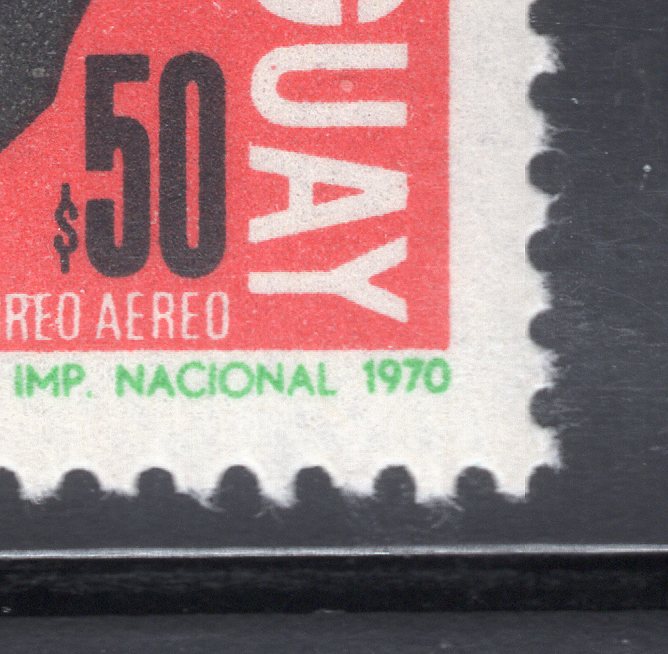 $50
GUAY
REO AEREO
IMP. NACIONAL 1970